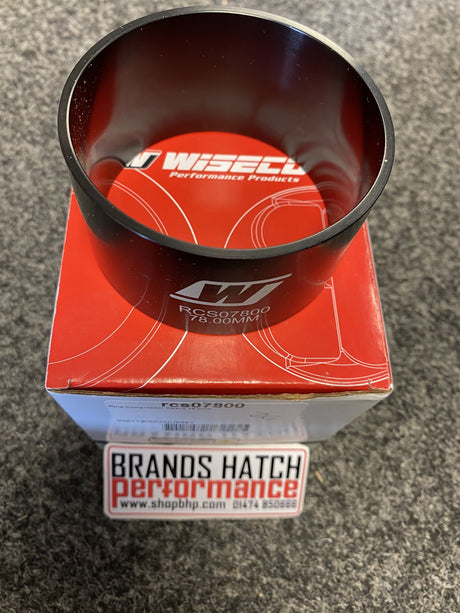 WISECO
Performance Products
W
RCS07800
78.00MM
rcs07800
BRANDS HATCH
performance
www.shopbhp.com 01474 850666